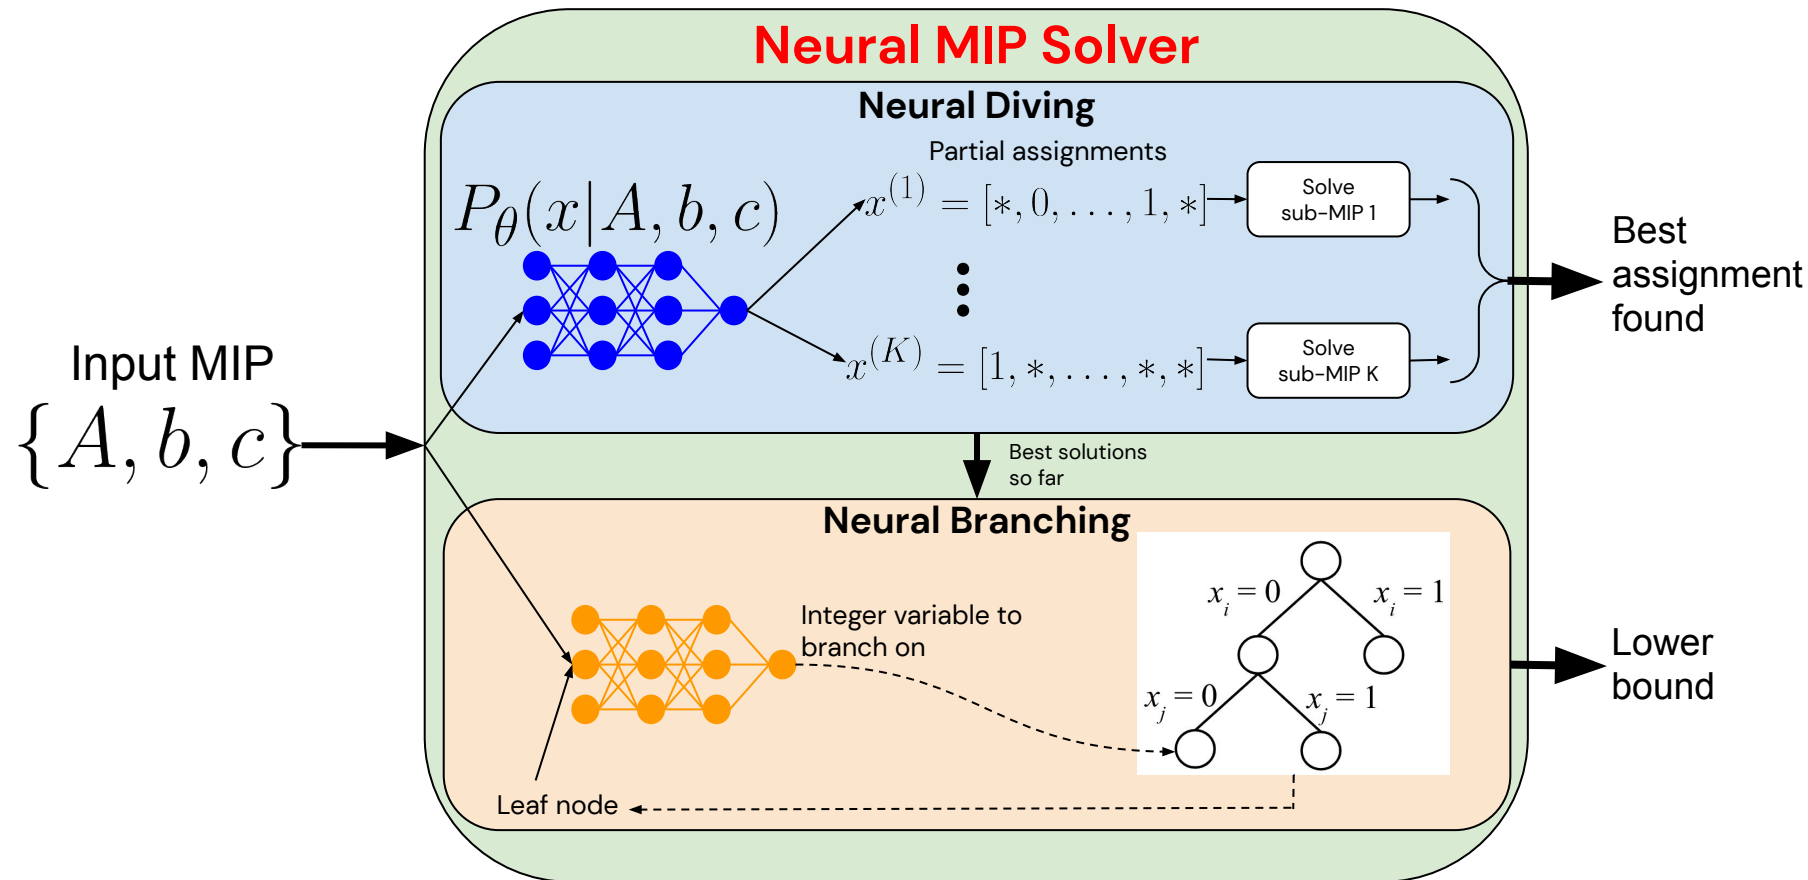 Neural MIP Solver
Neural Diving
Partial assignments
P_θ(x|A, b, c)
x^(1) = [∗, 0, . . . , 1, ∗]
Solve
sub-MIP 1
x^(K) = [1, ∗, . . . , ∗, ∗]
Solve
sub-MIP K
Best
assignment
found
Input MIP
{A, b, c}
Best solutions
so far
Neural Branching
Integer variable to
branch on
x_i = 0
x_i = 1
x_j = 0
x_j = 1
Leaf node
Lower
bound